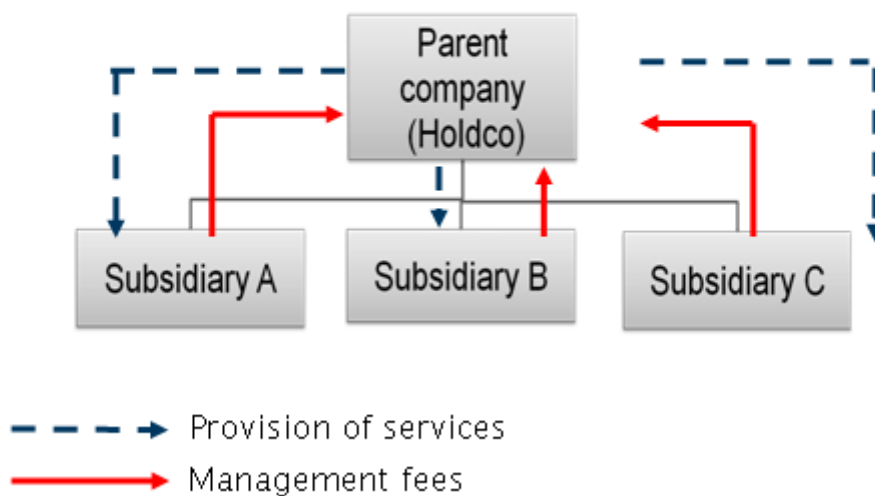 Parent
company
(Holdco)
Subsidiary A
Subsidiary B
Subsidiary C
Provision of services
Management fees